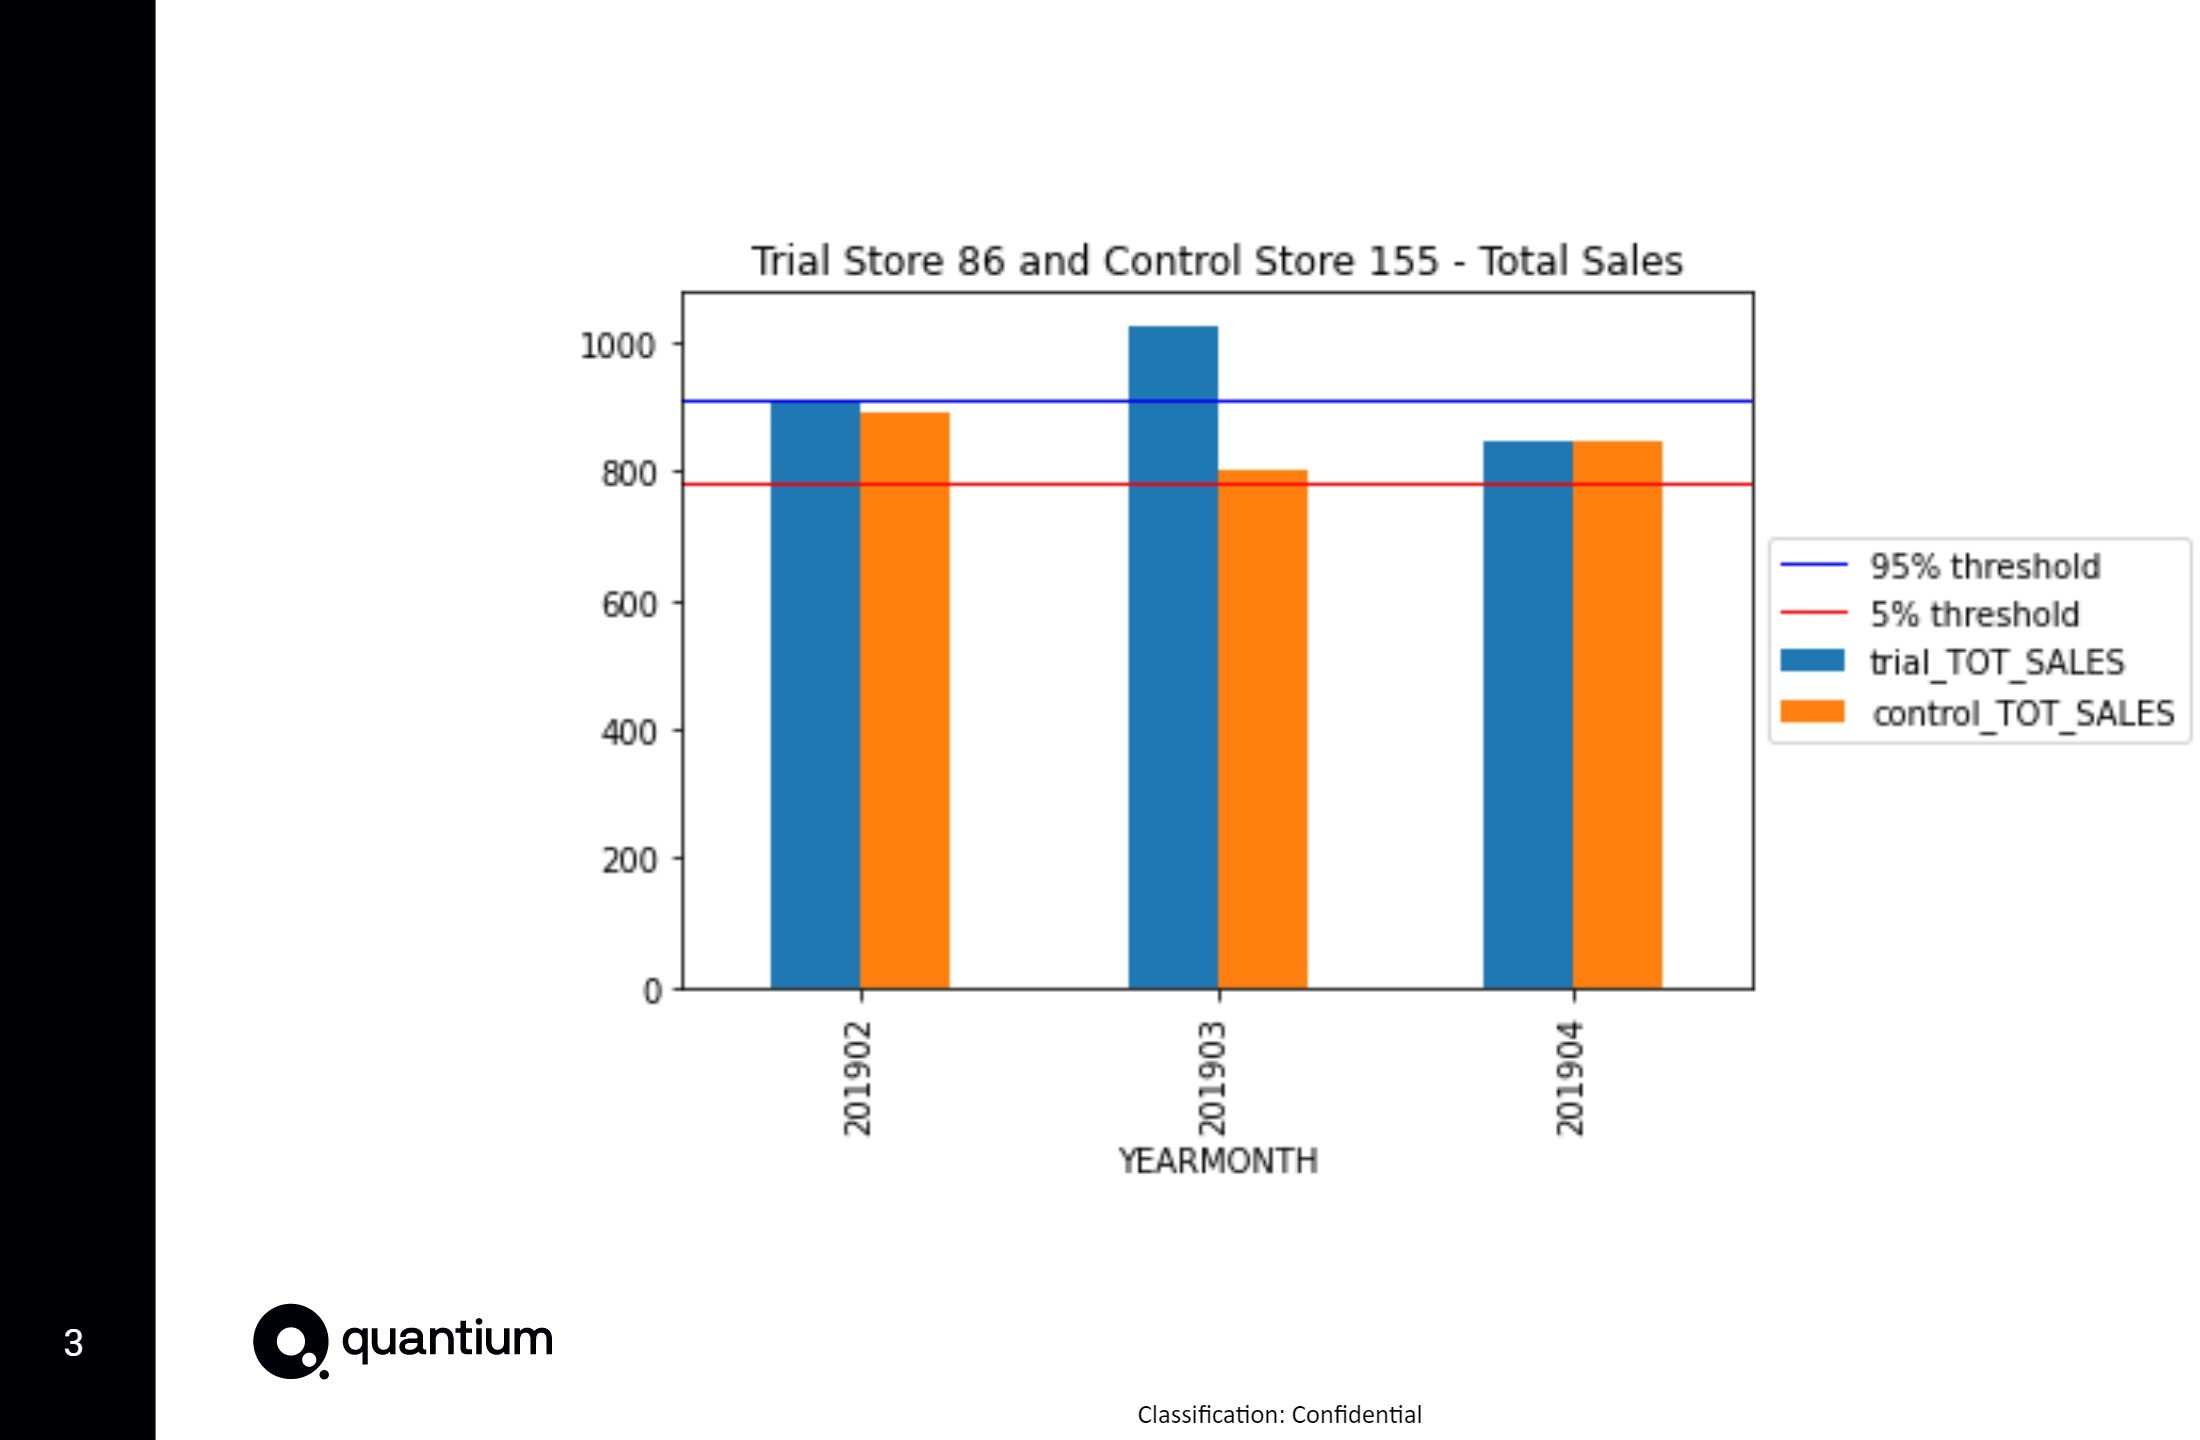 Trial Store 86 and Control Store 155 - Total Sales
1000
800
600
400
200
0
201902
201903
201904
YEARMONTH
95% threshold
5% threshold
trial_TOT_SALES
control_TOT_SALES
3
quantium
Classification: Confidential